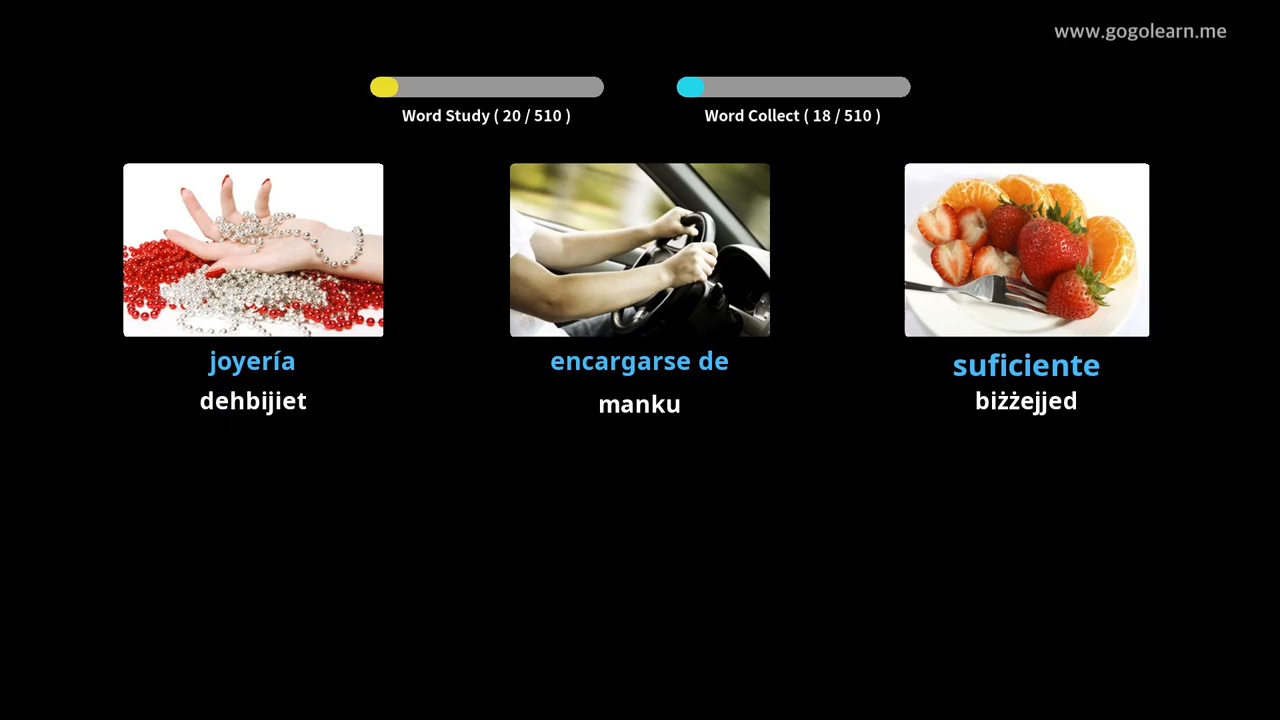 www.gogolearn.me
Word Study ( 20 / 510 )
Word Collect ( 18 / 510 )
joyería
encargarse de
suficiente
dehbijiet
manku
biżżejjed